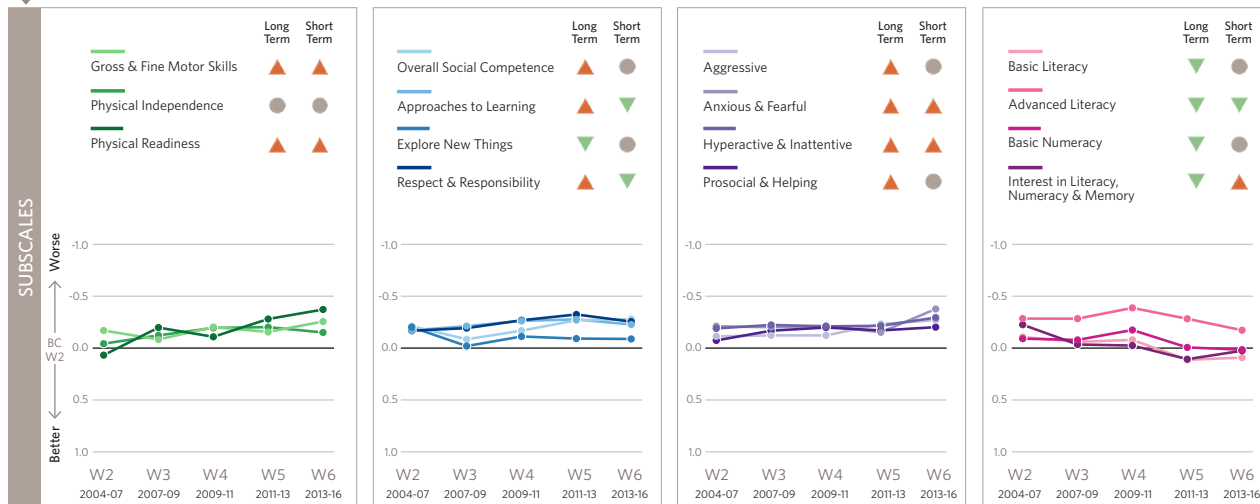 SUBSCALES
Long Term
Short Term
Gross & Fine Motor Skills
Physical Independence
Physical Readiness
Long Term
Short Term
Overall Social Competence
Approaches to Learning
Explore New Things
Respect & Responsibility
Long Term
Short Term
Aggressive
Anxious & Fearful
Hyperactive & Inattentive
Prosocial & Helping
Long Term
Short Term
Basic Literacy
Advanced Literacy
Basic Numeracy
Interest in Literacy,
Numeracy & Memory
Worse
BC
W2
Better
-1.0
-0.5
0.0
0.5
1.0
W2 W3 W4 W5 W6
2004-07 2007-09 2009-11 2011-13 2013-16
-1.0
-0.5
0.0
0.5
1.0
W2 W3 W4 W5 W6
2004-07 2007-09 2009-11 2011-13 2013-16
-1.0
-0.5
0.0
0.5
1.0
W2 W3 W4 W5 W6
2004-07 2007-09 2009-11 2011-13 2013-16
-1.0
-0.5
0.0
0.5
1.0
W2 W3 W4 W5 W6
2004-07 2007-09 2009-11 2011-13 2013-16